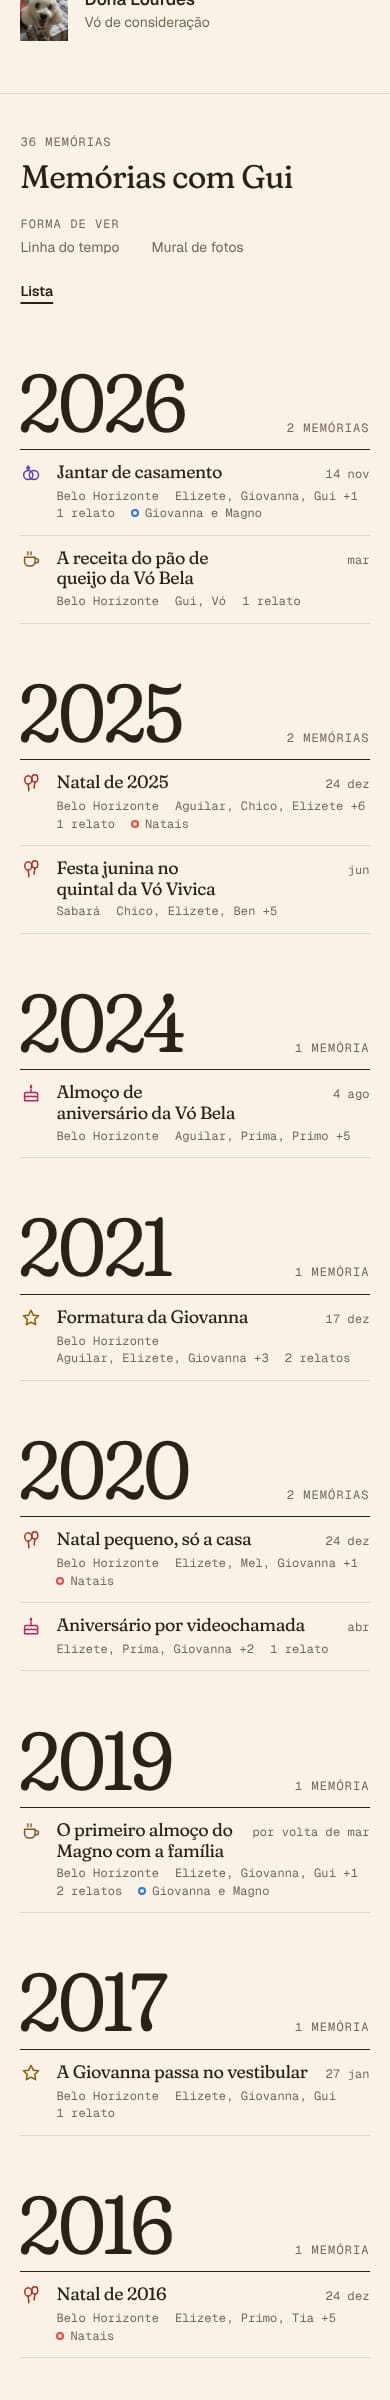 Dona Lourdes
Vó de consideração
36 MEMÓRIAS
Memórias com Gui
FORMA DE VER
Linha do tempo Mural de fotos
Lista
2026 2 MEMÓRIAS
Jantar de casamento 14 nov
Belo Horizonte Elizete, Giovanna, Gui +1
1 relato Giovanna e Magno
A receita do pão de mar
queijo da Vó Bela
Belo Horizonte Gui, Vó 1 relato
2025 2 MEMÓRIAS
Natal de 2025 24 dez
Belo Horizonte Aguilar, Chico, Elizete +6
1 relato Natais
Festa junina no jun
quintal da Vó Vivica
Sabará Chico, Elizete, Ben +5
2024 1 MEMÓRIA
Almoço de 4 ago
aniversário da Vó Bela
Belo Horizonte Aguilar, Prima, Primo +5
2021 1 MEMÓRIA
Formatura da Giovanna 17 dez
Belo Horizonte
Aguilar, Elizete, Giovanna +3 2 relatos
2020 2 MEMÓRIAS
Natal pequeno, só a casa 24 dez
Belo Horizonte Elizete, Mel, Giovanna +1
Natais
Aniversário por videochamada abr
Elizete, Prima, Giovanna +2 1 relato
2019 1 MEMÓRIA
O primeiro almoço do por volta de mar
Magno com a família
Belo Horizonte Elizete, Giovanna, Gui +1
2 relatos Giovanna e Magno
2017 1 MEMÓRIA
A Giovanna passa no vestibular 27 jan
Belo Horizonte Elizete, Giovanna, Gui
1 relato
2016 1 MEMÓRIA
Natal de 2016 24 dez
Belo Horizonte Elizete, Primo, Tia +5
Natais